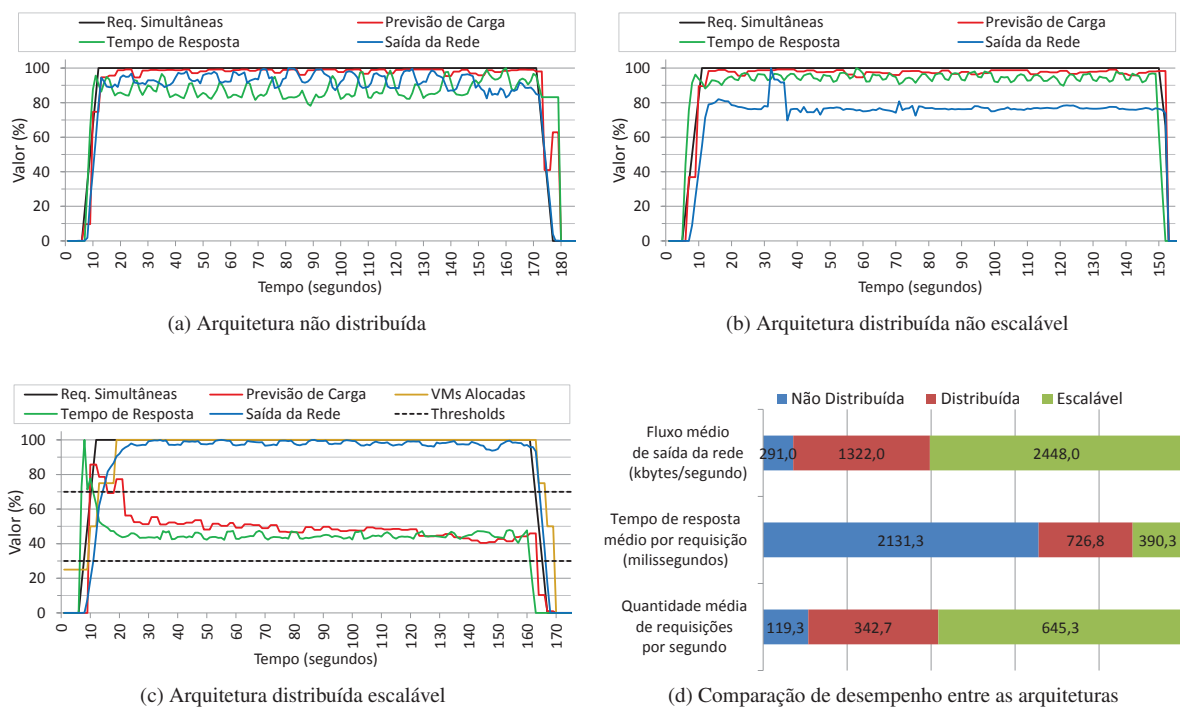 Req. Simultâneas Previsão de Carga
Tempo de Resposta Saída da Rede
Valor (%)
100
80
60
40
20
0
0 10 20 30 40 50 60 70 80 90 100 110 120 130 140 150 160 170 180
Tempo (segundos)
(a) Arquitetura não distribuída
Req. Simultâneas Previsão de Carga
Tempo de Resposta Saída da Rede
Valor (%)
100
80
60
40
20
0
0 10 20 30 40 50 60 70 80 90 100 110 120 130 140 150
Tempo (segundos)
(b) Arquitetura distribuída não escalável
Req. Simultâneas Previsão de Carga VMs Alocadas
Tempo de Resposta Saída da Rede Thresholds
Valor (%)
100
80
60
40
20
0
0 10 20 30 40 50 60 70 80 90 100 110 120 130 140 150 160 170
Tempo (segundos)
(c) Arquitetura distribuída escalável
Não Distribuída Distribuída Escalável
Fluxo médio
de saída da rede
(kbytes/segundo)
291,0 1322,0 2448,0
Tempo de resposta
médio por requisição
(milissegundos)
2131,3 726,8 390,3
Quantidade média
de requisições
por segundo
119,3 342,7 645,3
(d) Comparação de desempenho entre as arquiteturas